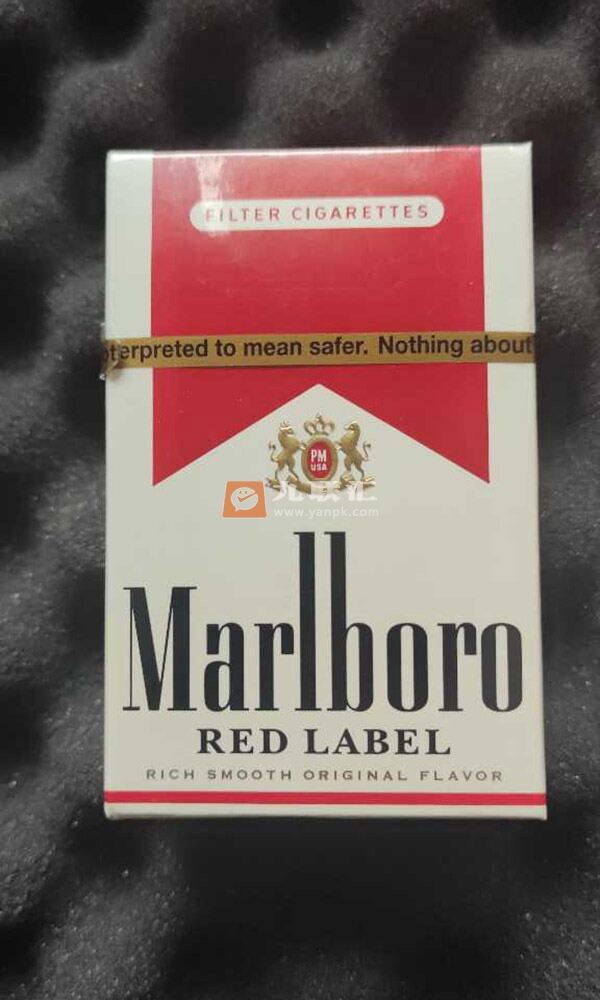 FILTER CIGARETTES
terpreted to mean safer. Nothing about
PM
USA
www.yanpk.com
Marlboro
RED LABEL
RICH SMOOTH ORIGINAL FLAVOR